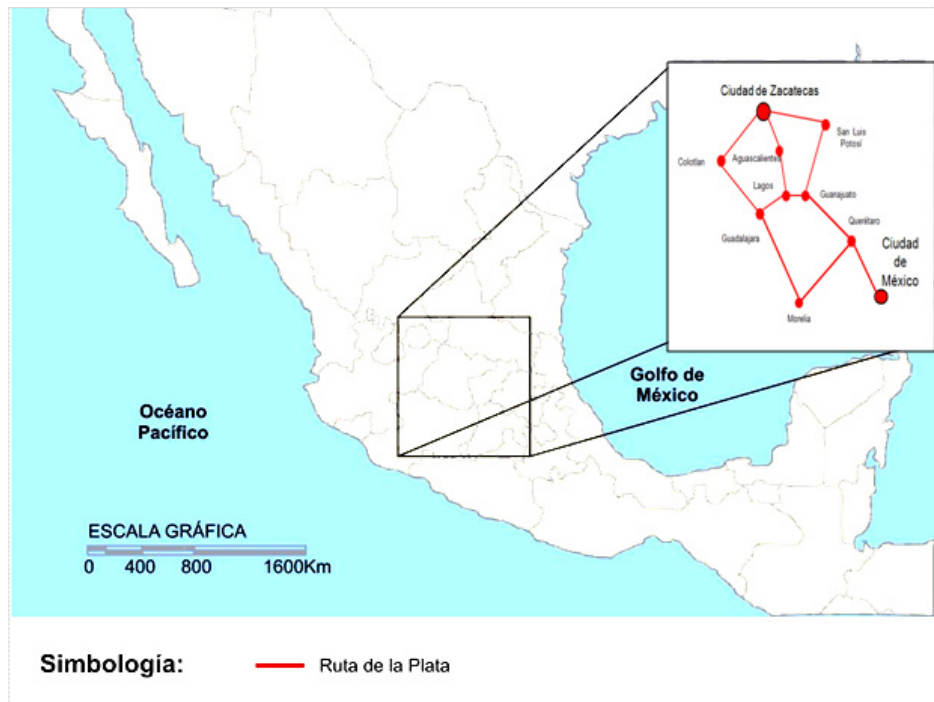 Ciudad de Zacatecas
San Luis
Potosí
Colotlan
Aguascalientes
Lagos
Guanajuato
Querétaro
Guadalajara
Ciudad
de
México
Morelia
Golfo de
México
Océano
Pacífico
ESCALA GRÁFICA
0 400 800 1600Km
Simbología:
Ruta de la Plata